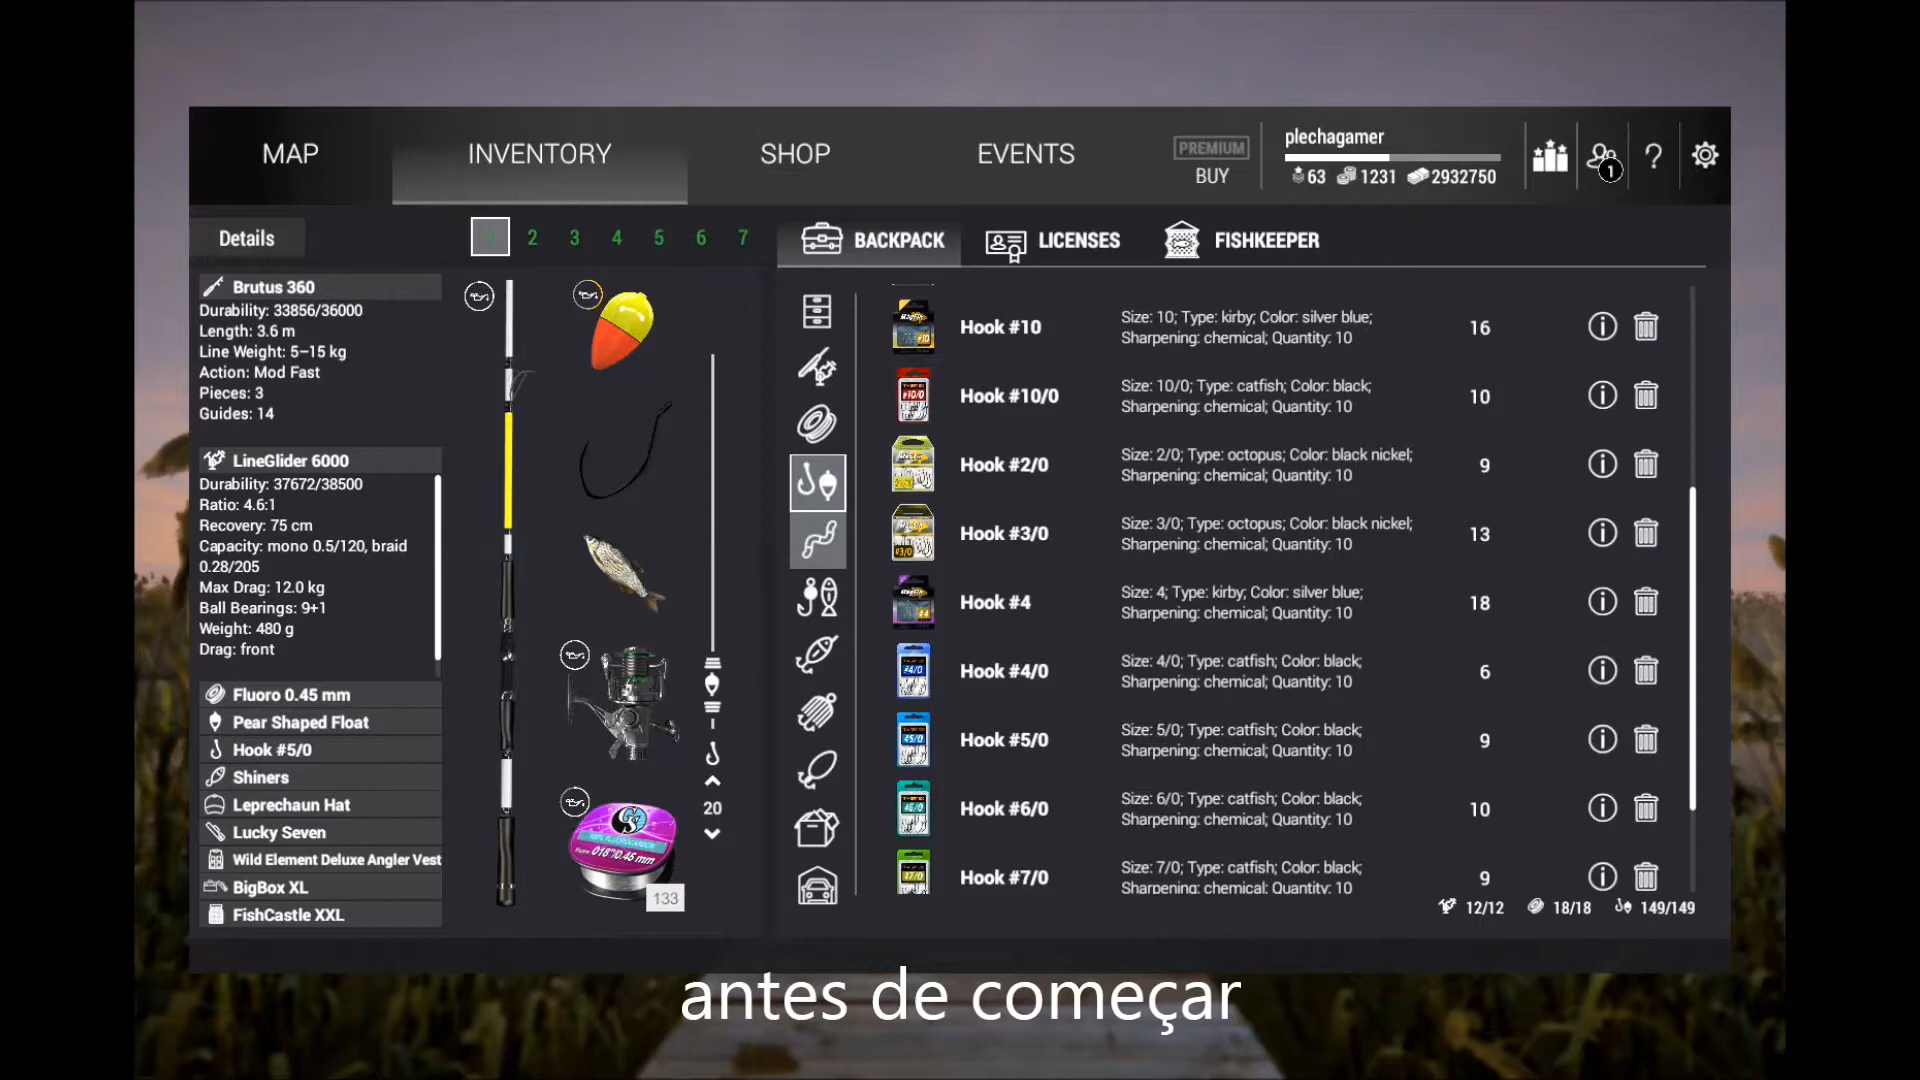 MAP
INVENTORY
SHOP
EVENTS
PREMIUM
BUY
plechagamer
63 1231 2932750
1
?
Details
1 2 3 4 5 6 7
BACKPACK
LICENSES
FISHKEEPER
Brutus 360
Durability: 33856/36000
Length: 3.6 m
Line Weight: 5–15 kg
Action: Mod Fast
Pieces: 3
Guides: 14
LineGlider 6000
Durability: 37672/38500
Ratio: 4.6:1
Recovery: 75 cm
Capacity: mono 0.5/120, braid
0.28/205
Max Drag: 12.0 kg
Ball Bearings: 9+1
Weight: 480 g
Drag: front
Fluoro 0.45 mm
Pear Shaped Float
Hook #5/0
Shiners
Leprechaun Hat
Lucky Seven
Wild Element Deluxe Angler Vest
BigBox XL
FishCastle XXL
20
133
Hook #10
Size: 10; Type: kirby; Color: silver blue;
Sharpening: chemical; Quantity: 10
16
Hook #10/0
Size: 10/0; Type: catfish; Color: black;
Sharpening: chemical; Quantity: 10
10
Hook #2/0
Size: 2/0; Type: octopus; Color: black nickel;
Sharpening: chemical; Quantity: 10
9
Hook #3/0
Size: 3/0; Type: octopus; Color: black nickel;
Sharpening: chemical; Quantity: 10
13
Hook #4
Size: 4; Type: kirby; Color: silver blue;
Sharpening: chemical; Quantity: 10
18
Hook #4/0
Size: 4/0; Type: catfish; Color: black;
Sharpening: chemical; Quantity: 10
6
Hook #5/0
Size: 5/0; Type: catfish; Color: black;
Sharpening: chemical; Quantity: 10
9
Hook #6/0
Size: 6/0; Type: catfish; Color: black;
Sharpening: chemical; Quantity: 10
10
Hook #7/0
Size: 7/0; Type: catfish; Color: black;
Sharpening: chemical; Quantity: 10
9
12/12 18/18 149/149
antes de começar